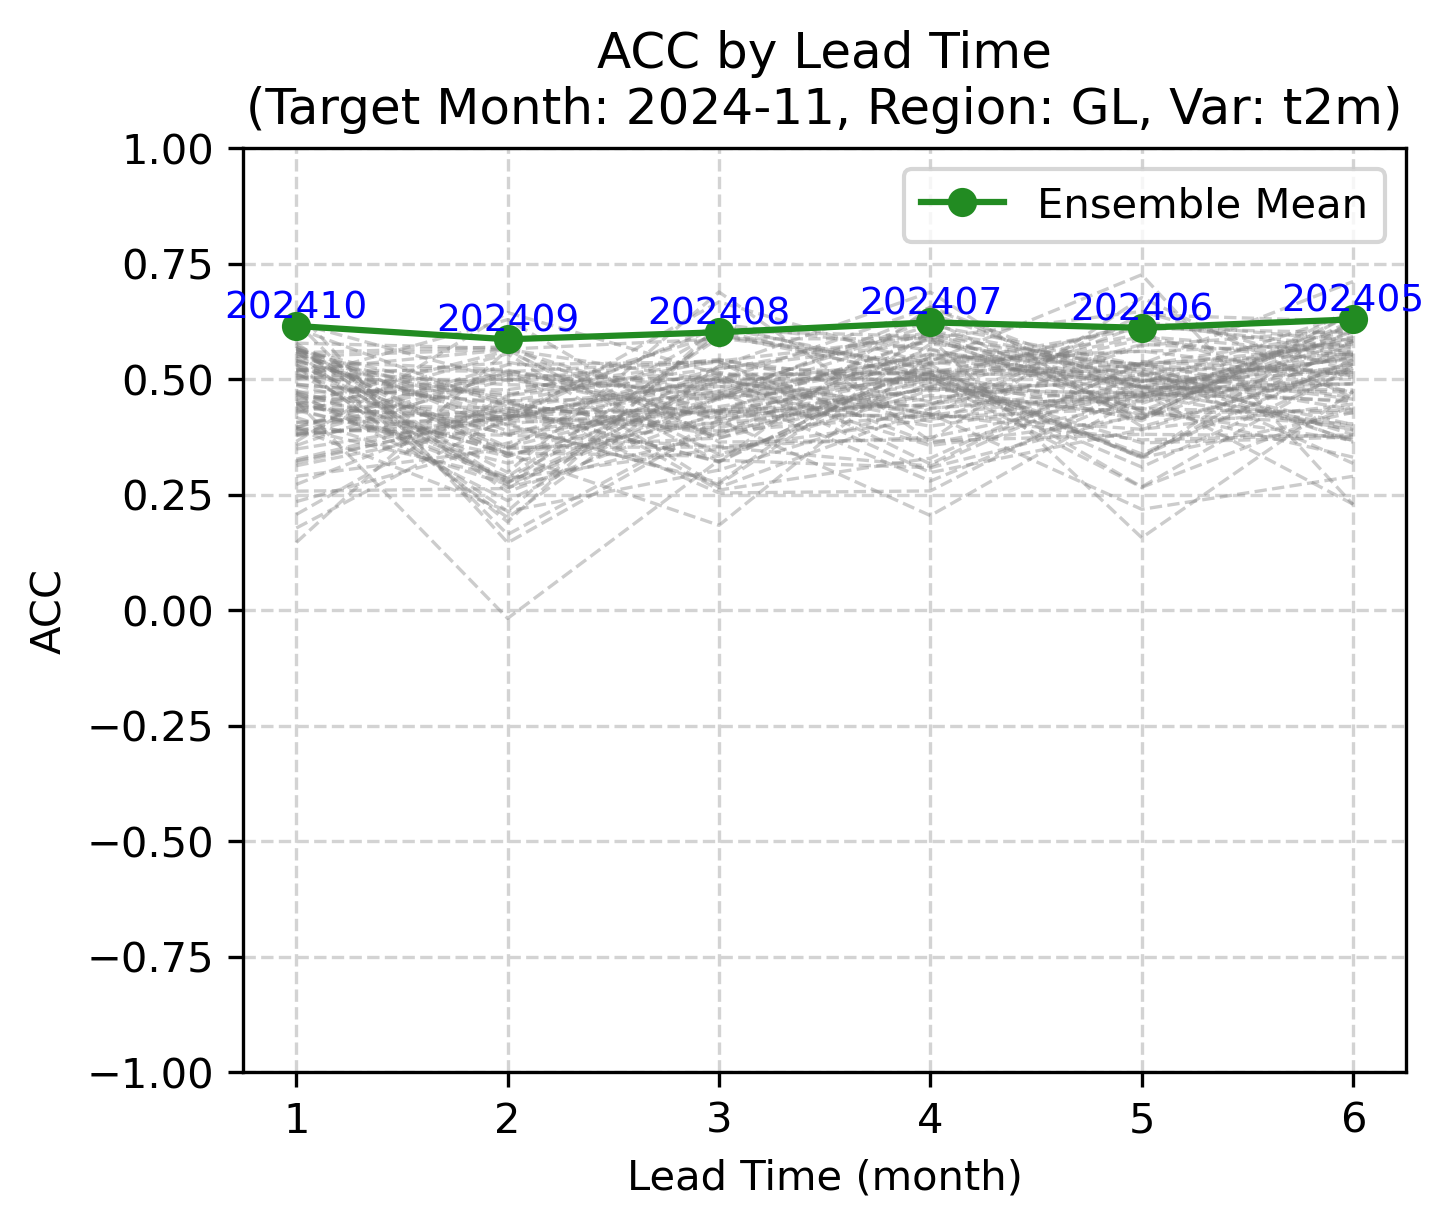 ACC by Lead Time
(Target Month: 2024-11, Region: GL, Var: t2m)
1.00
Ensemble Mean
0.75
202410 202409 202408 202407 202406 202405
0.50
0.25
0.00
ACC
−0.25
−0.50
−0.75
−1.00
1 2 3 4 5 6
Lead Time (month)